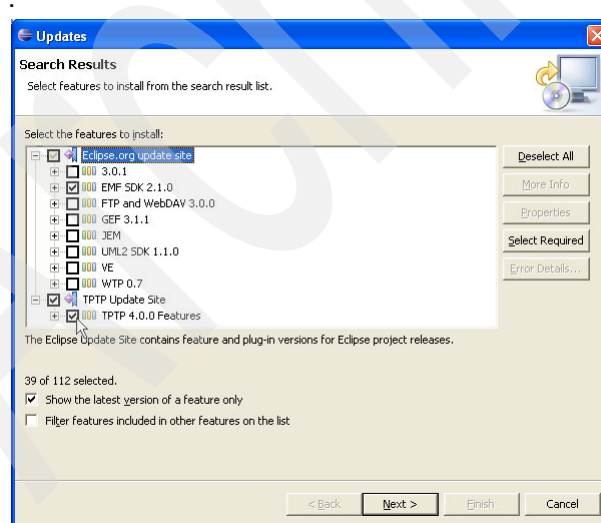 Updates
Search Results
Select features to install from the search result list.
Select the features to install:
Eclipse.org update site
3.0.1
EMF SDK 2.1.0
FTP and WebDAV 3.0.0
GEF 3.1.1
JEM
UML2 SDK 1.1.0
VE
WTP 0.7
TPTP Update Site
TPTP 4.0.0 Features
Deselect All
More Info
Properties
Select Required
Error Details...
The Eclipse Update Site contains feature and plug-in versions for Eclipse project releases.
39 of 112 selected.
Show the latest version of a feature only
Filter features included in other features on the list
< Back Next > Finish Cancel